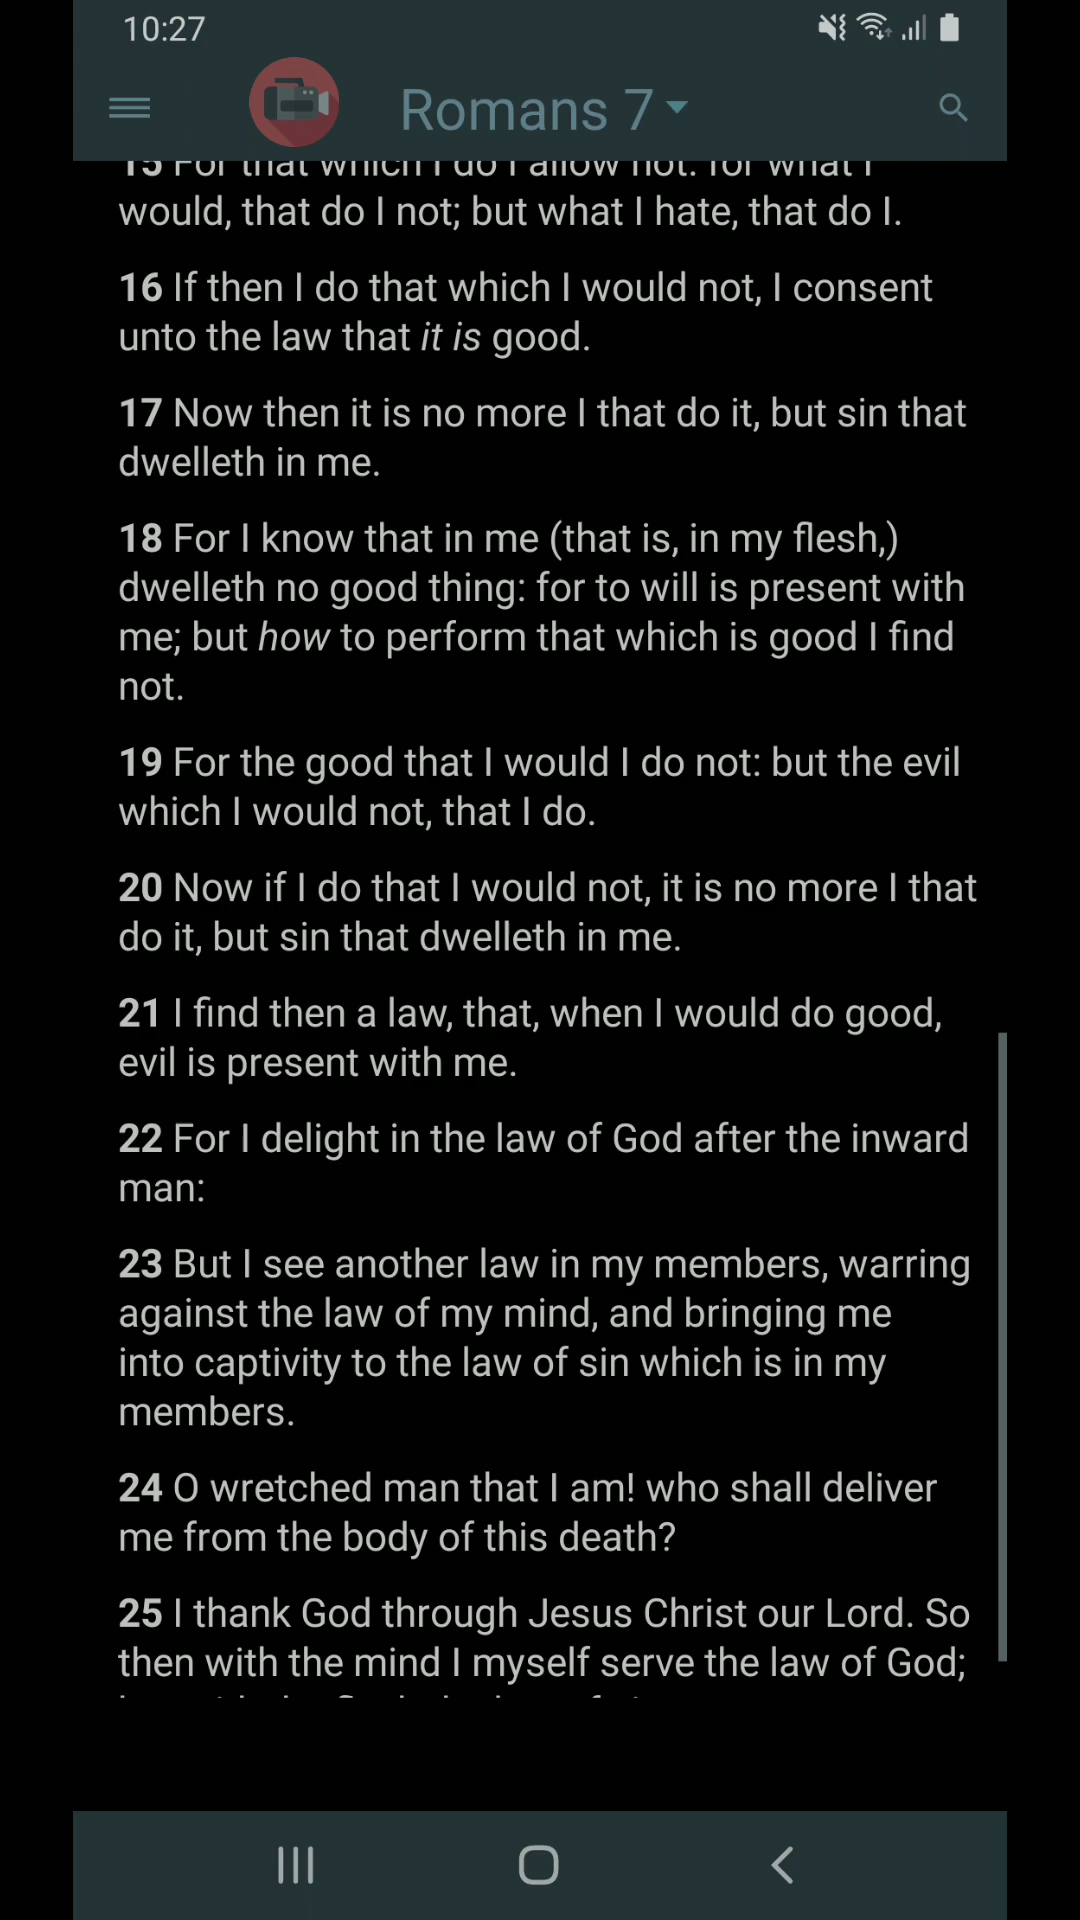 10:27
Romans 7
15 For that which I do I allow not: for what I
would, that do I not; but what I hate, that do I.
16 If then I do that which I would not, I consent
unto the law that it is good.
17 Now then it is no more I that do it, but sin that
dwelleth in me.
18 For I know that in me (that is, in my flesh,)
dwelleth no good thing: for to will is present with
me; but how to perform that which is good I find
not.
19 For the good that I would I do not: but the evil
which I would not, that I do.
20 Now if I do that I would not, it is no more I that
do it, but sin that dwelleth in me.
21 I find then a law, that, when I would do good,
evil is present with me.
22 For I delight in the law of God after the inward
man:
23 But I see another law in my members, warring
against the law of my mind, and bringing me
into captivity to the law of sin which is in my
members.
24 O wretched man that I am! who shall deliver
me from the body of this death?
25 I thank God through Jesus Christ our Lord. So
then with the mind I myself serve the law of God;